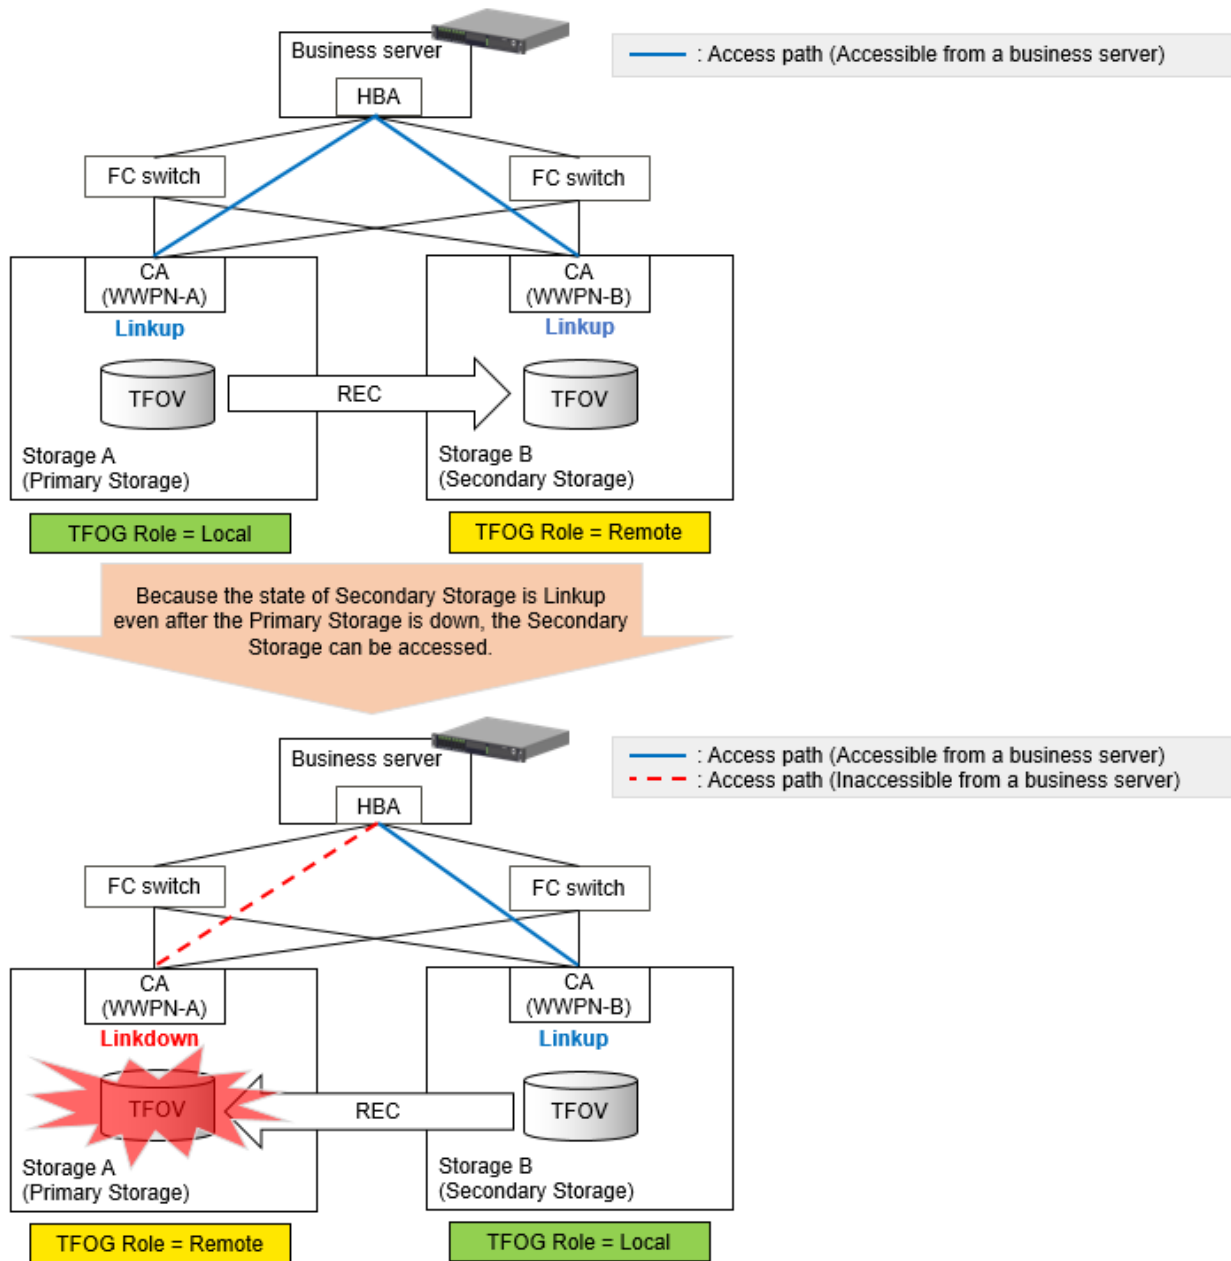 Business server
: Access path (Accessible from a business server)
HBA
FC switch
FC switch
CA
(WWPN-A)
Linkup
CA
(WWPN-B)
Linkup
TFOV
REC
TFOV
Storage A
(Primary Storage)
Storage B
(Secondary Storage)
TFOG Role = Local
TFOG Role = Remote
Because the state of Secondary Storage is Linkup
even after the Primary Storage is down, the Secondary
Storage can be accessed.
Business server
: Access path (Accessible from a business server)
: Access path (Inaccessible from a business server)
HBA
FC switch
FC switch
CA
(WWPN-A)
Linkdown
CA
(WWPN-B)
Linkup
TFOV
REC
TFOV
Storage A
(Primary Storage)
Storage B
(Secondary Storage)
TFOG Role = Remote
TFOG Role = Local